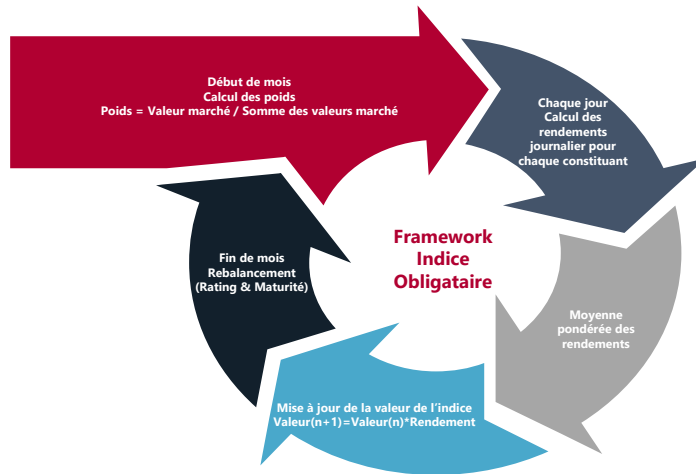 Début de mois
Calcul des poids
Poids = Valeur marché / Somme des valeurs marché
Chaque jour
Calcul des
rendements
journalier pour
chaque constituant
Moyenne
pondérée des
rendements
Mise à jour de la valeur de l'indice
Valeur(n+1)=Valeur(n)*Rendement
Fin de mois
Rebalancement
(Rating & Maturité)
Framework
Indice
Obligataire